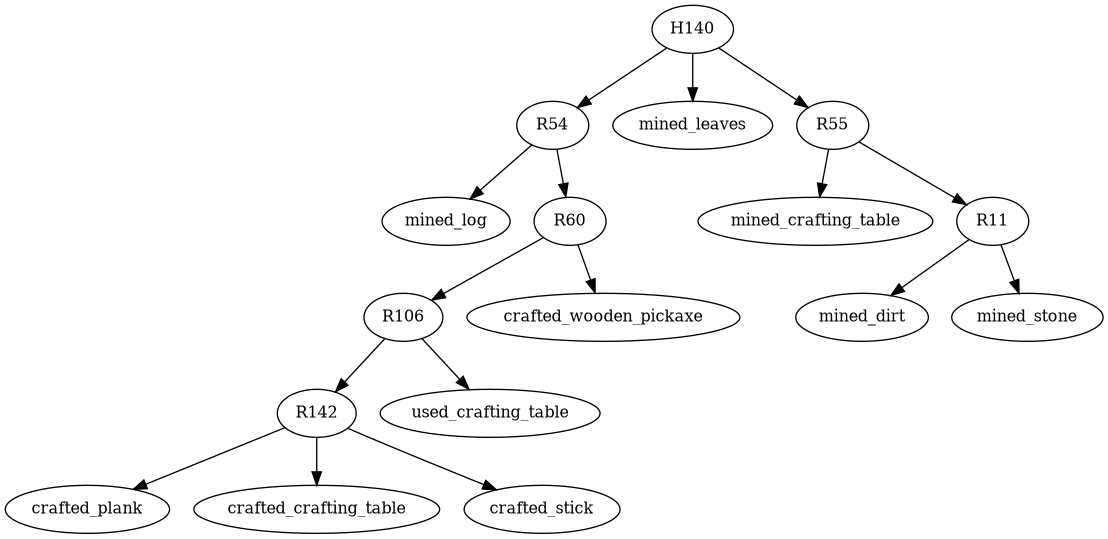 H140
R54
mined_leaves
R55
mined_log
R60
mined_crafting_table
R11
R106
crafted_wooden_pickaxe
mined_dirt
mined_stone
R142
used_crafting_table
crafted_plank
crafted_crafting_table
crafted_stick